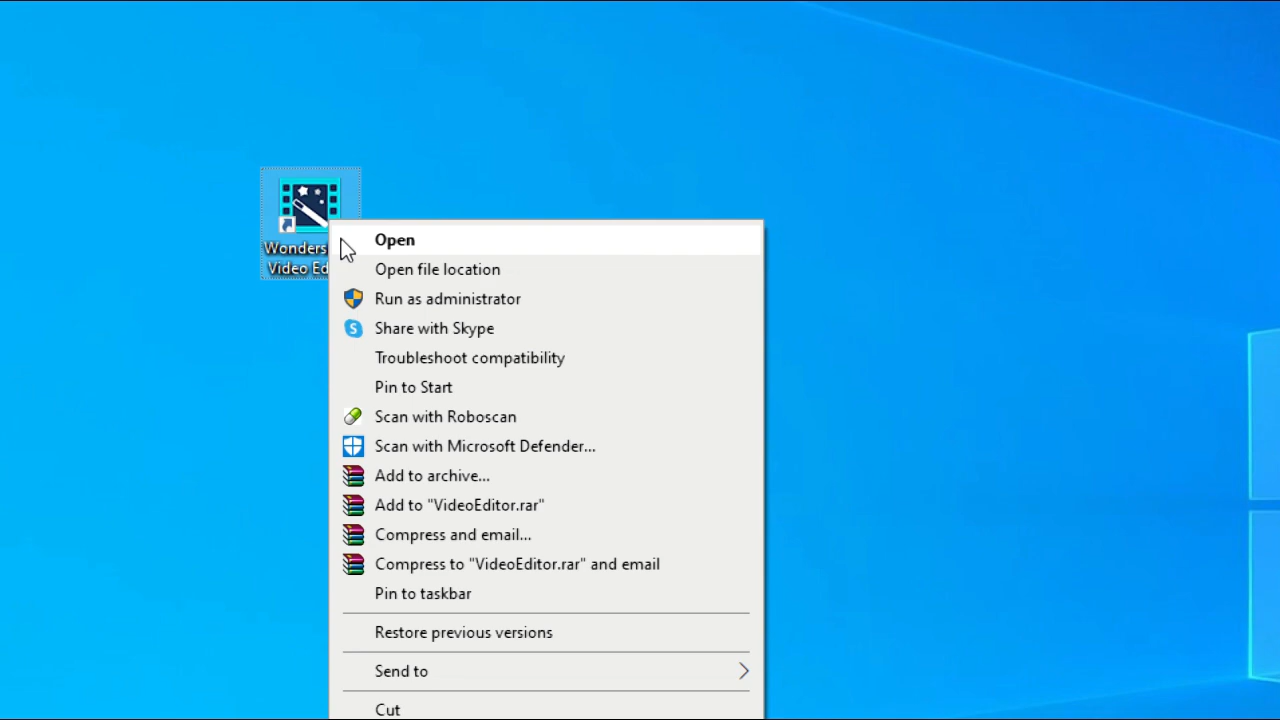 Wonders
Video Ed
Open
Open file location
Run as administrator
Share with Skype
Troubleshoot compatibility
Pin to Start
Scan with Roboscan
Scan with Microsoft Defender...
Add to archive...
Add to "VideoEditor.rar"
Compress and email...
Compress to "VideoEditor.rar" and email
Pin to taskbar
Restore previous versions
Send to
Cut